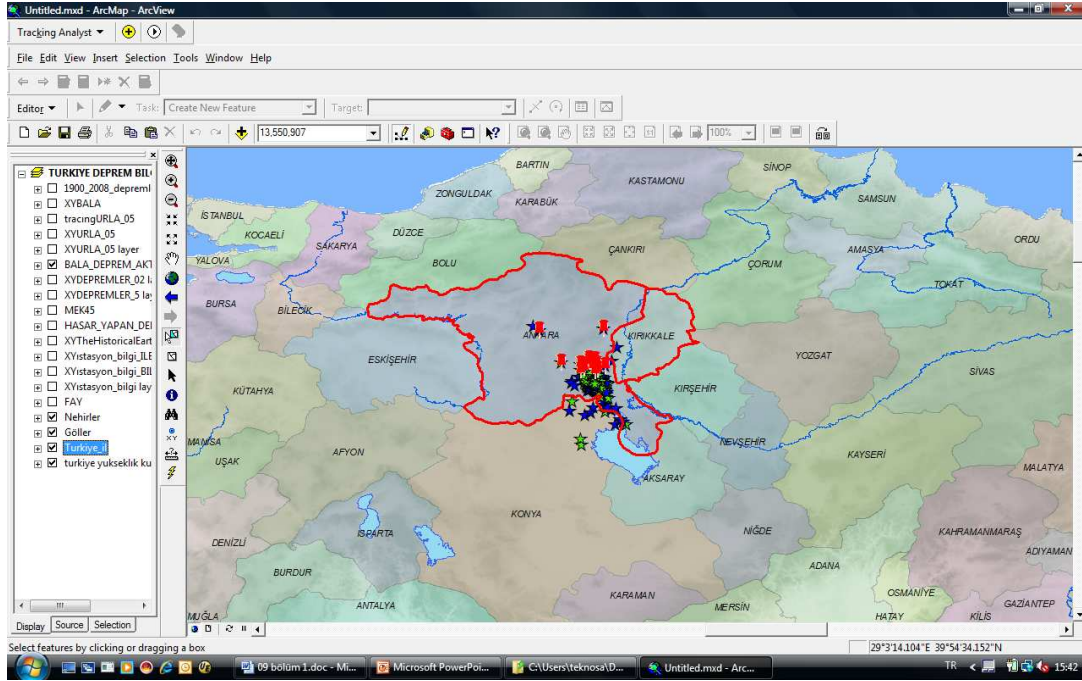 Untitled.mxd - ArcMap - ArcView
Tracking Analyst
File Edit View Insert Selection Tools Window Help
Editor Task: Create New Feature Target:
13,550,907 100%
TURKIYE DEPREM BIL
1900_2008_depreml
XYBALA
tracıngURLA_05
XYURLA_05
XYURLA_05 layer
BALA_DEPREM_AKT
XYDEPREMLER_02 l
XYDEPREMLER_5 lay
MEK45
HASAR_YAPAN_DE
XYTheHistoricalEart
XYıstasyon_bilgi_ILE
XYıstasyon_bilgi_BIl
XYıstasyon_bilgi lay
FAY
Nehirler
Göller
Turkiye_il
turkiye yukseklık ku
Display Source Selection
BARTIN
SİNOP
KASTAMONU
ZONGULDAK
KARABÜK
SAMSUN
İSTANBUL
KOCAELİ
DÜZCE
SAKARYA
ORDU
YALOVA
BOLU
ÇANKIRI
ÇORUM
AMASYA
TOKAT
BURSA
BİLECİK
ANKARA
KIRIKKALE
ESKİŞEHİR
YOZGAT
SİVAS
KÜTAHYA
KIRŞEHİR
MANİSA
UŞAK
AFYON
NEVŞEHİR
KAYSERİ
MALATYA
AKSARAY
KONYA
ISPARTA
NİĞDE
KAHRAMANMARAŞ
DENİZLİ
ADIYAMAN
BURDUR
ADANA
KARAMAN
OSMANİYE
ANTALYA
MERSİN
GAZİANTEP
MUĞLA
HATAY
KİLİS
Select features by clicking or dragging a box
29°3'14.104"E 39°54'34.152"N
09 bölüm 1.doc - Mi...
Microsoft PowerPoi...
C:\Users\teknosa\D...
Untitled.mxd - Arc...
TR
15:42